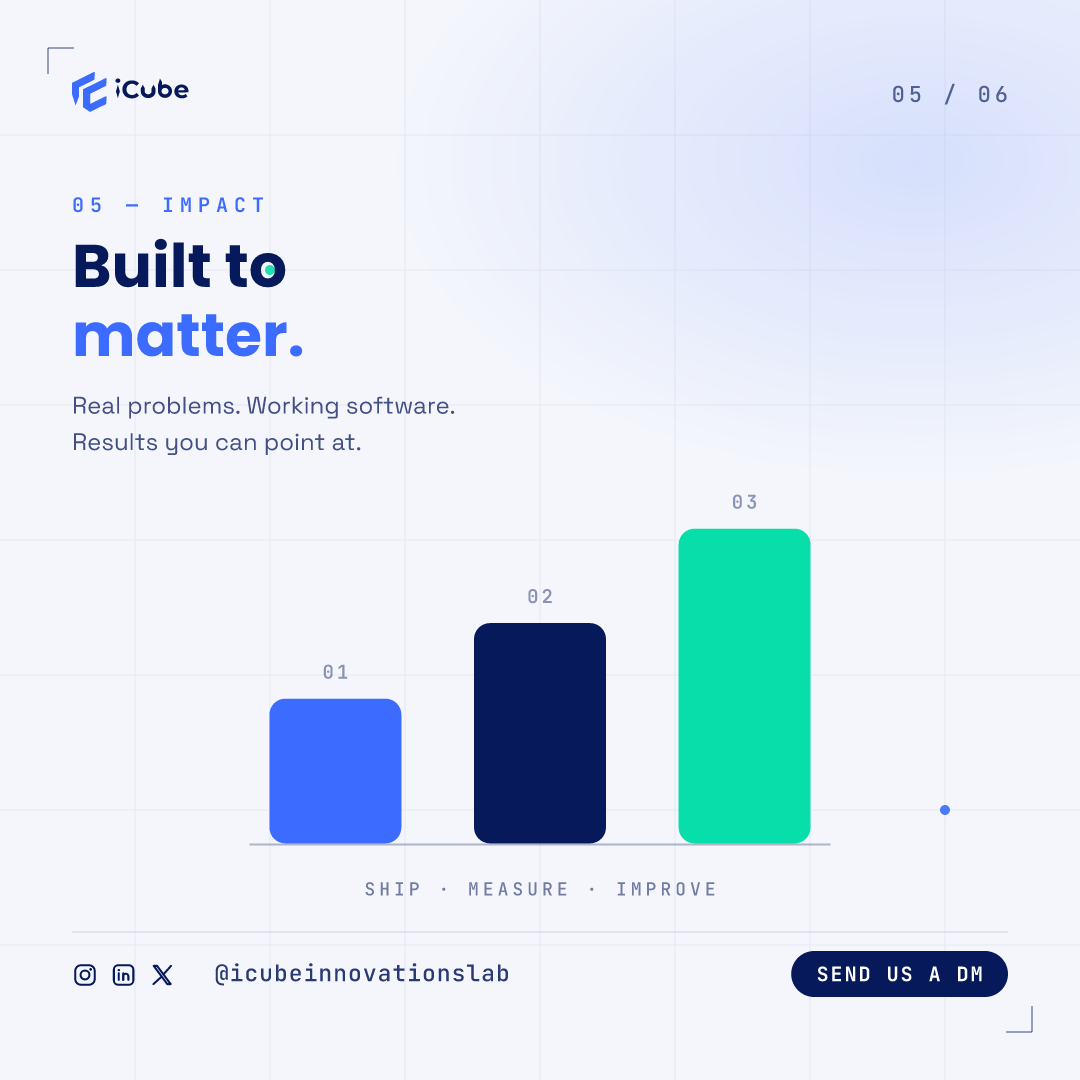 iCube
05 / 06
05 — IMPACT
Built to
matter.
Real problems. Working software.
Results you can point at.
03
02
01
SHIP · MEASURE · IMPROVE
@icubeinnovationslab
SEND US A DM